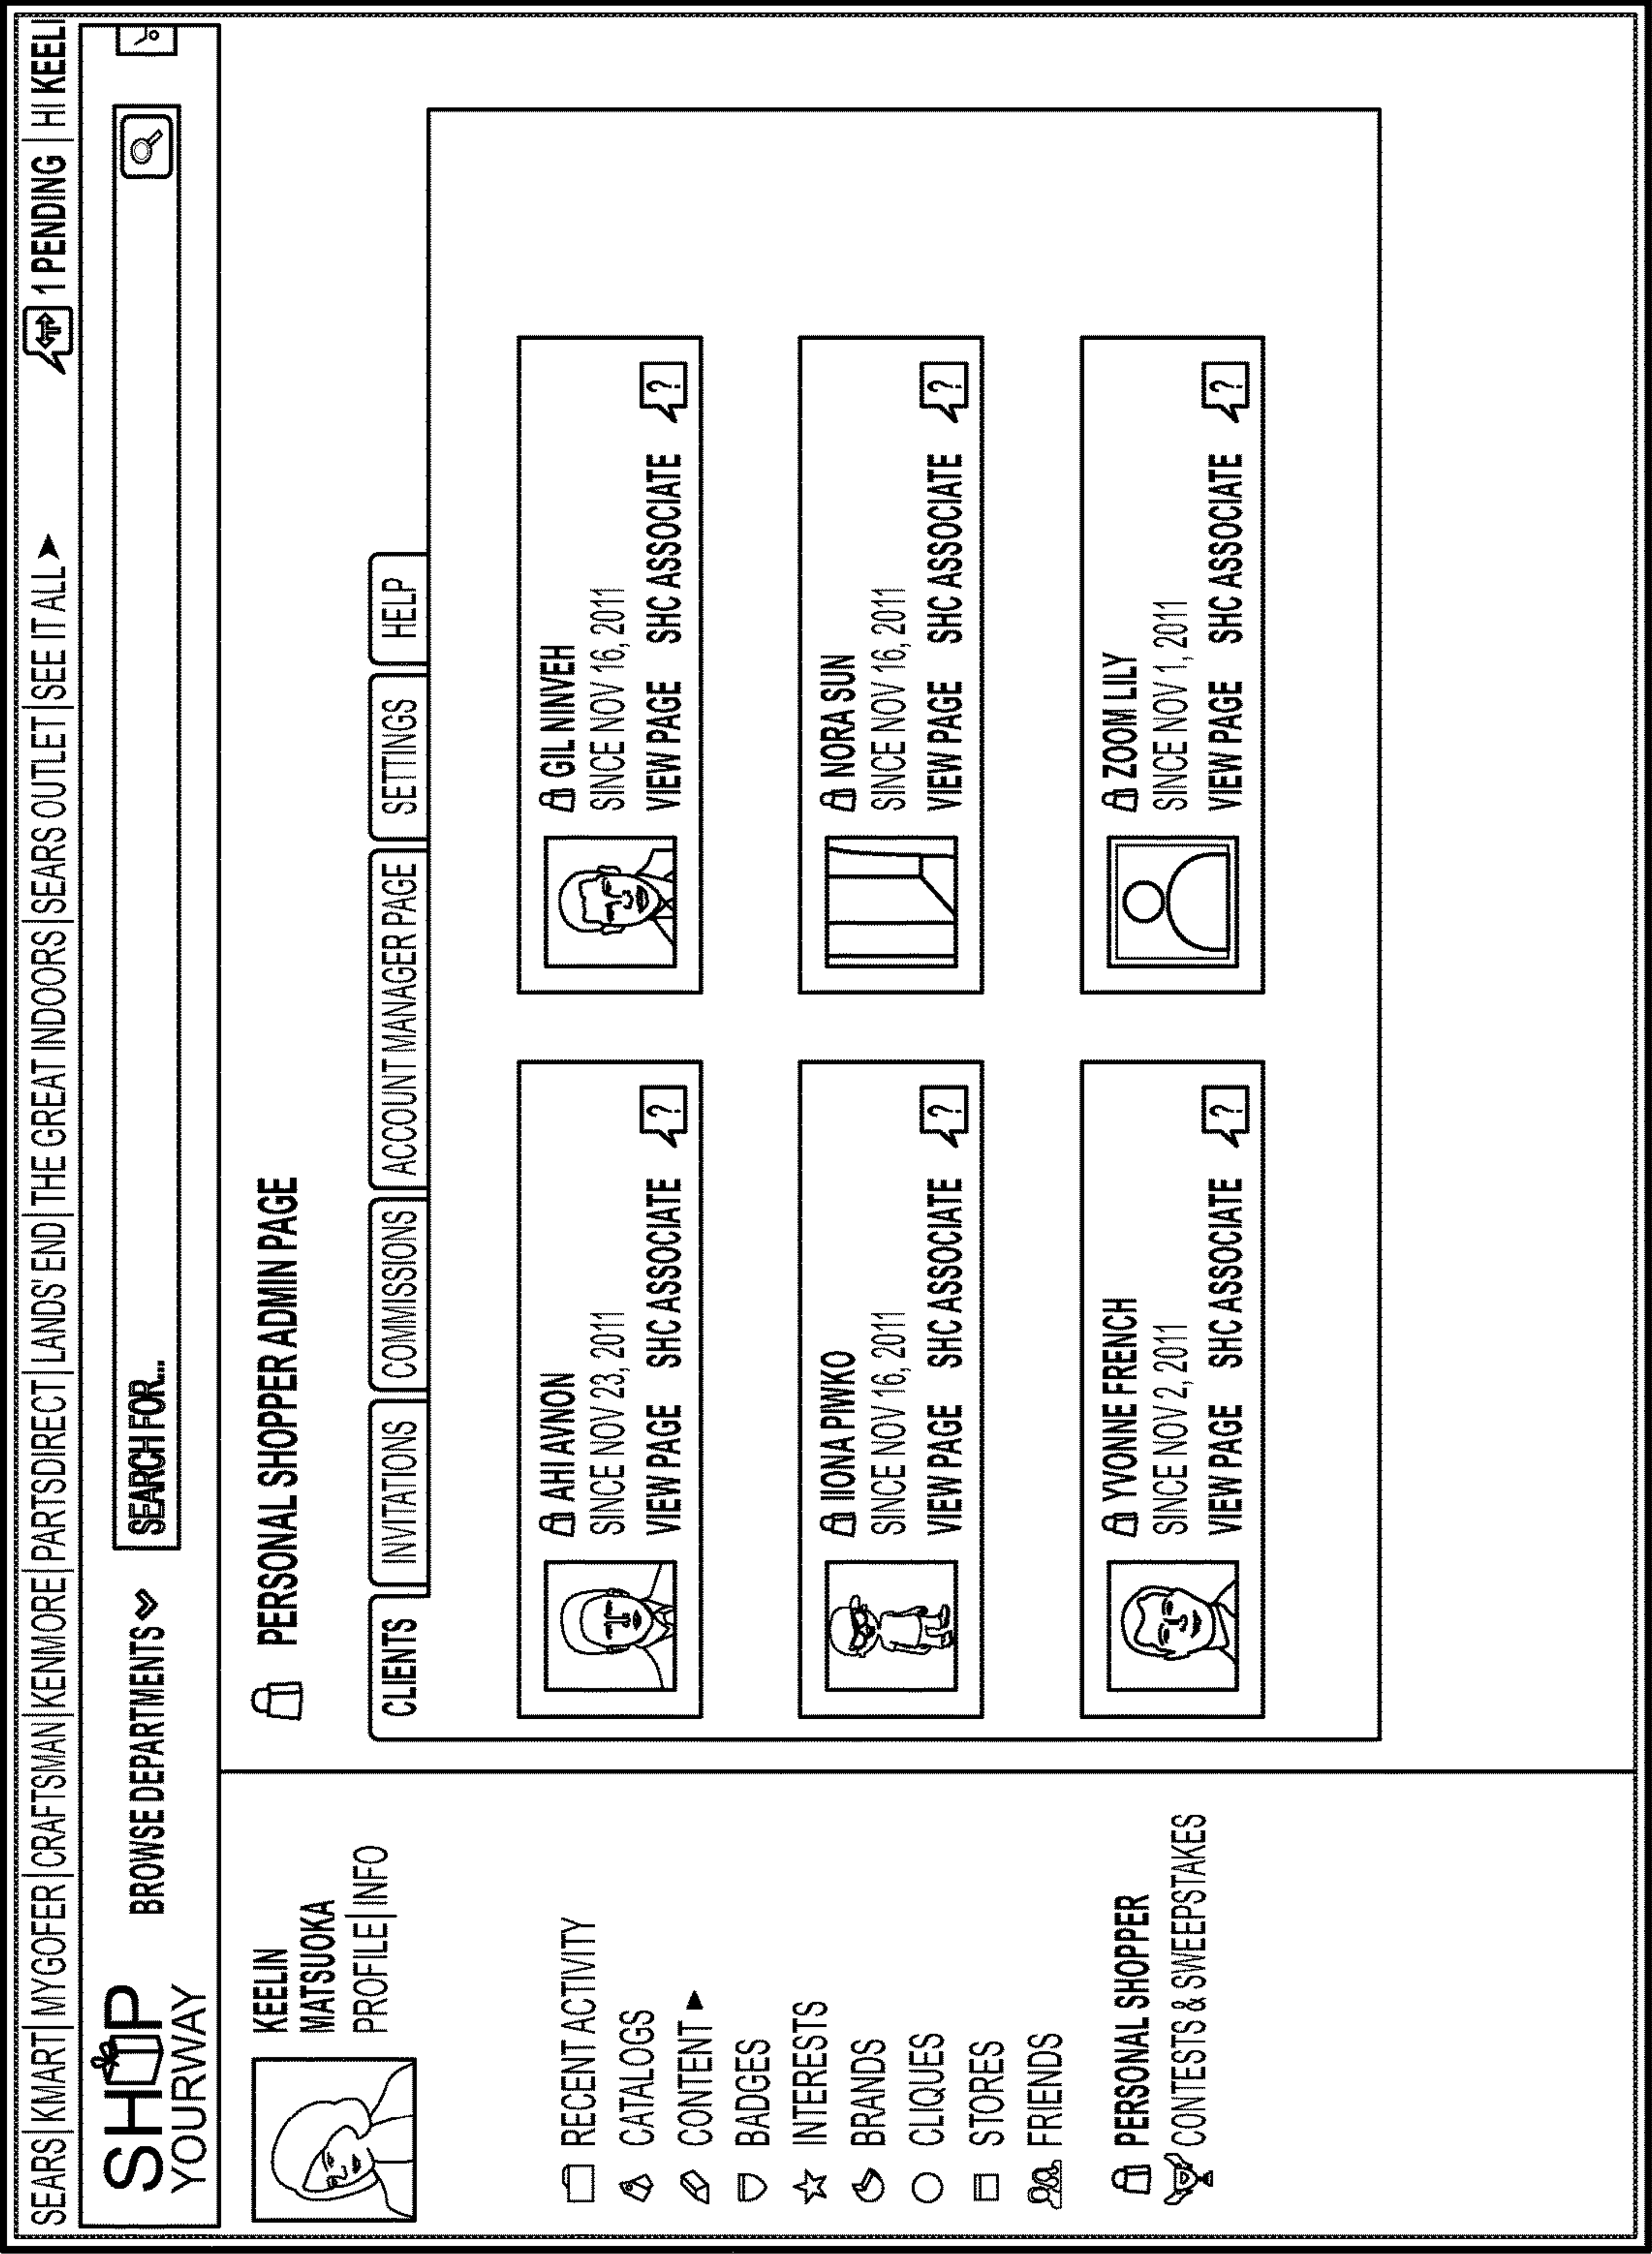 SEARS | KMART | MYGOFER | CRAFTSMAN | KENMORE | PARTSDIRECT | LANDS' END | THE GREAT INDOORS | SEARS OUTLET | SEE IT ALL 1 PENDING | HI KEELI
SHOP
YOURWAY
BROWSE DEPARTMENTS
SEARCH FOR...
KEELIN
MATSUOKA
PROFILE | INFO
RECENT ACTIVITY
CATALOGS
CONTENT
BADGES
INTERESTS
BRANDS
CLIQUES
STORES
FRIENDS
PERSONAL SHOPPER
CONTESTS & SWEEPSTAKES
PERSONAL SHOPPER ADMIN PAGE
CLIENTS INVITATIONS COMMISSIONS ACCOUNT MANAGER PAGE SETTINGS HELP
AHI AVNON
SINCE NOV 23, 2011
VIEW PAGE SHC ASSOCIATE ?
GIL NINVEH
SINCE NOV 16, 2011
VIEW PAGE SHC ASSOCIATE ?
IIONA PIWKO
SINCE NOV 16, 2011
VIEW PAGE SHC ASSOCIATE ?
NORA SUN
SINCE NOV 16, 2011
VIEW PAGE SHC ASSOCIATE ?
YVONNE FRENCH
SINCE NOV 2, 2011
VIEW PAGE SHC ASSOCIATE ?
ZOOM LILY
SINCE NOV 1, 2011
VIEW PAGE SHC ASSOCIATE ?